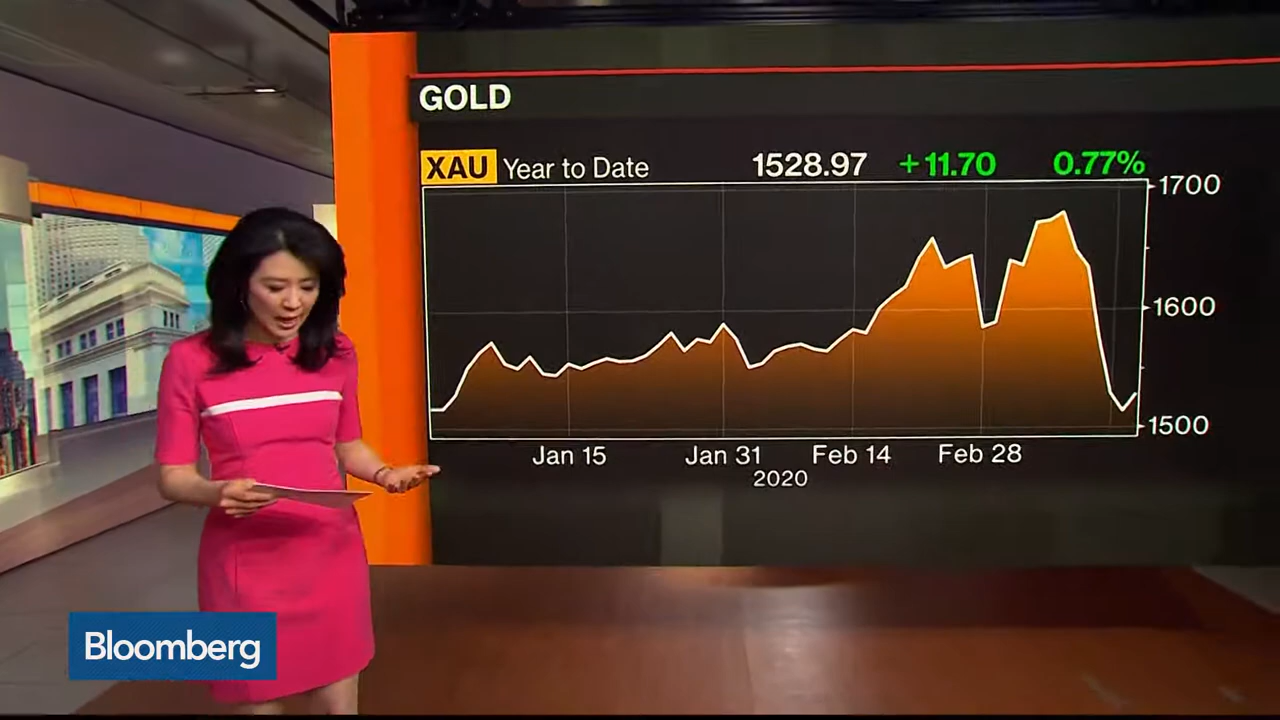 GOLD
XAU Year to Date 1528.97 +11.70 0.77%
1700
1600
1500
Jan 15 Jan 31 Feb 14 Feb 28
2020
Bloomberg